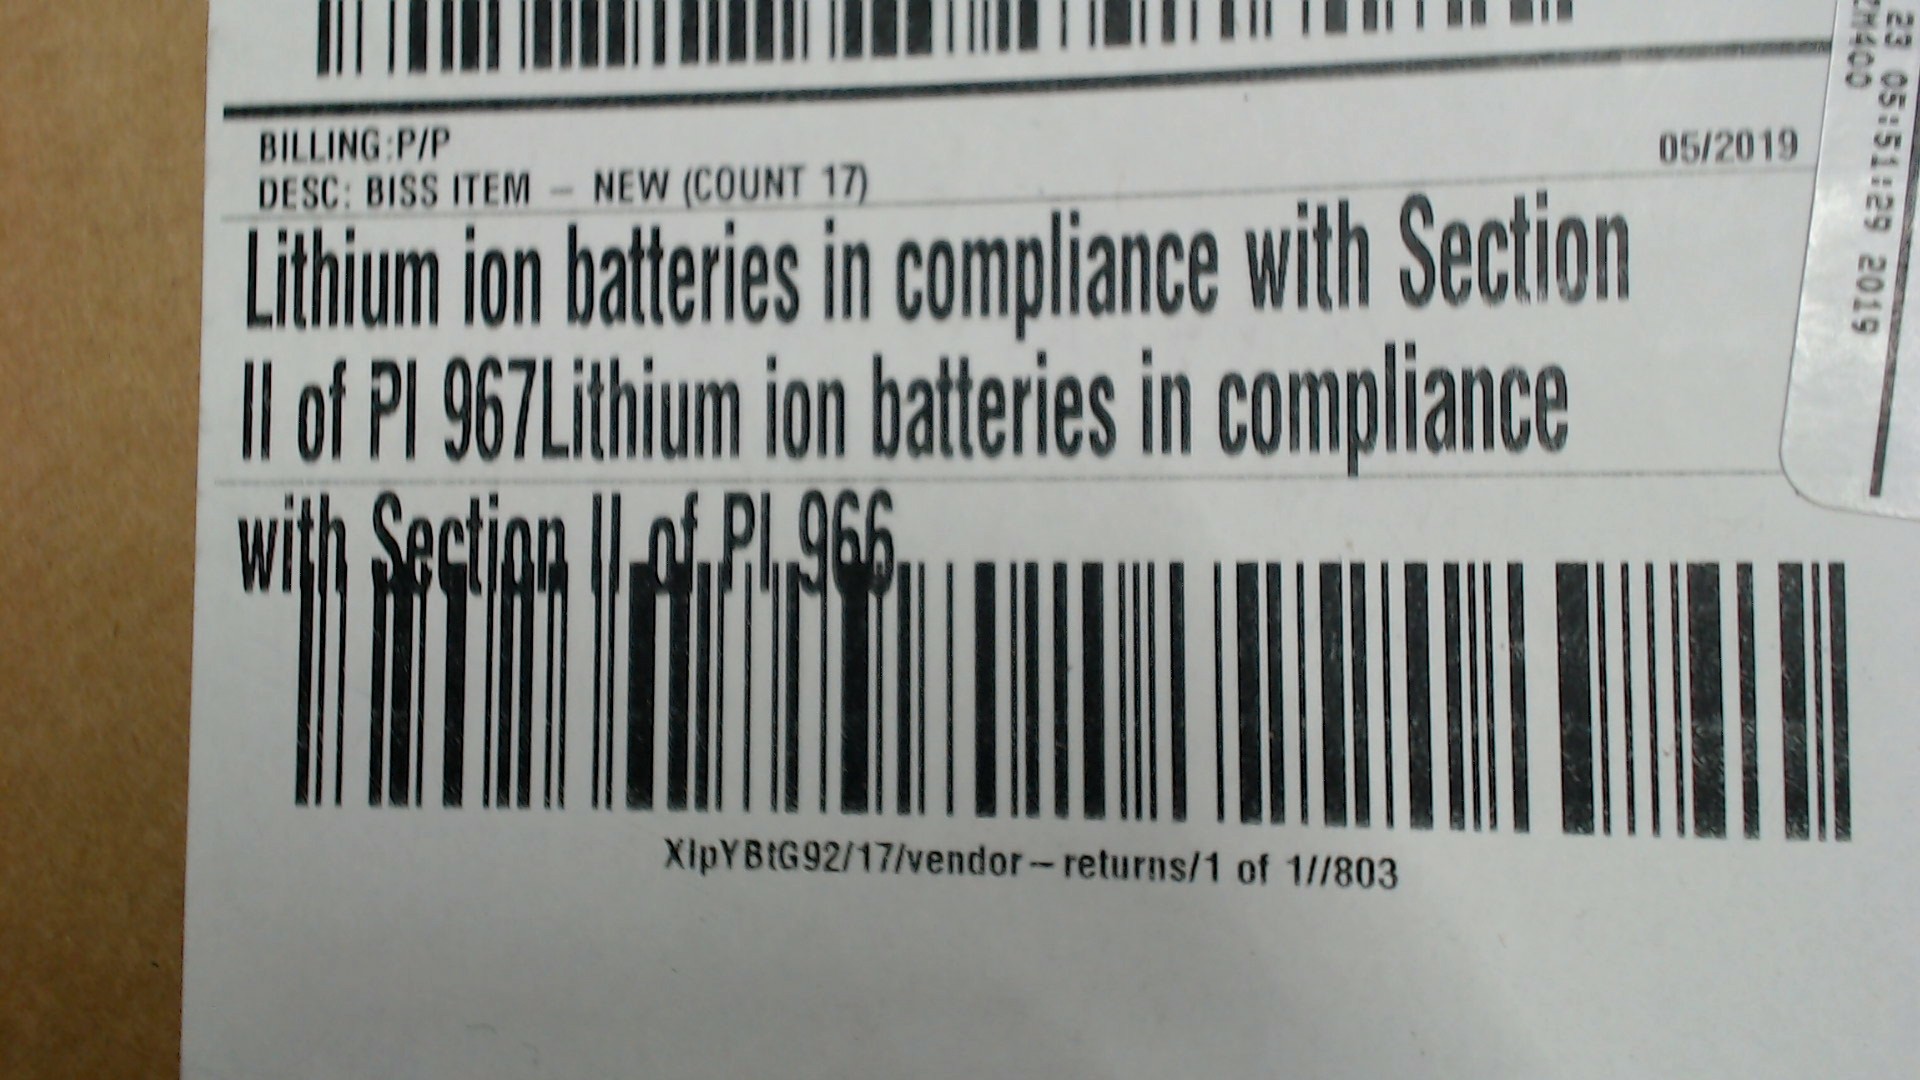 BILLING:P/P
05/2019
DESC: BISS ITEM - NEW (COUNT 17)
Lithium ion batteries in compliance with Section
II of PI 967Lithium ion batteries in compliance
with Section II of PI 966
XlpYBtG92/17/vendor-returns/1 of 1//803
23 05:51:29 2019